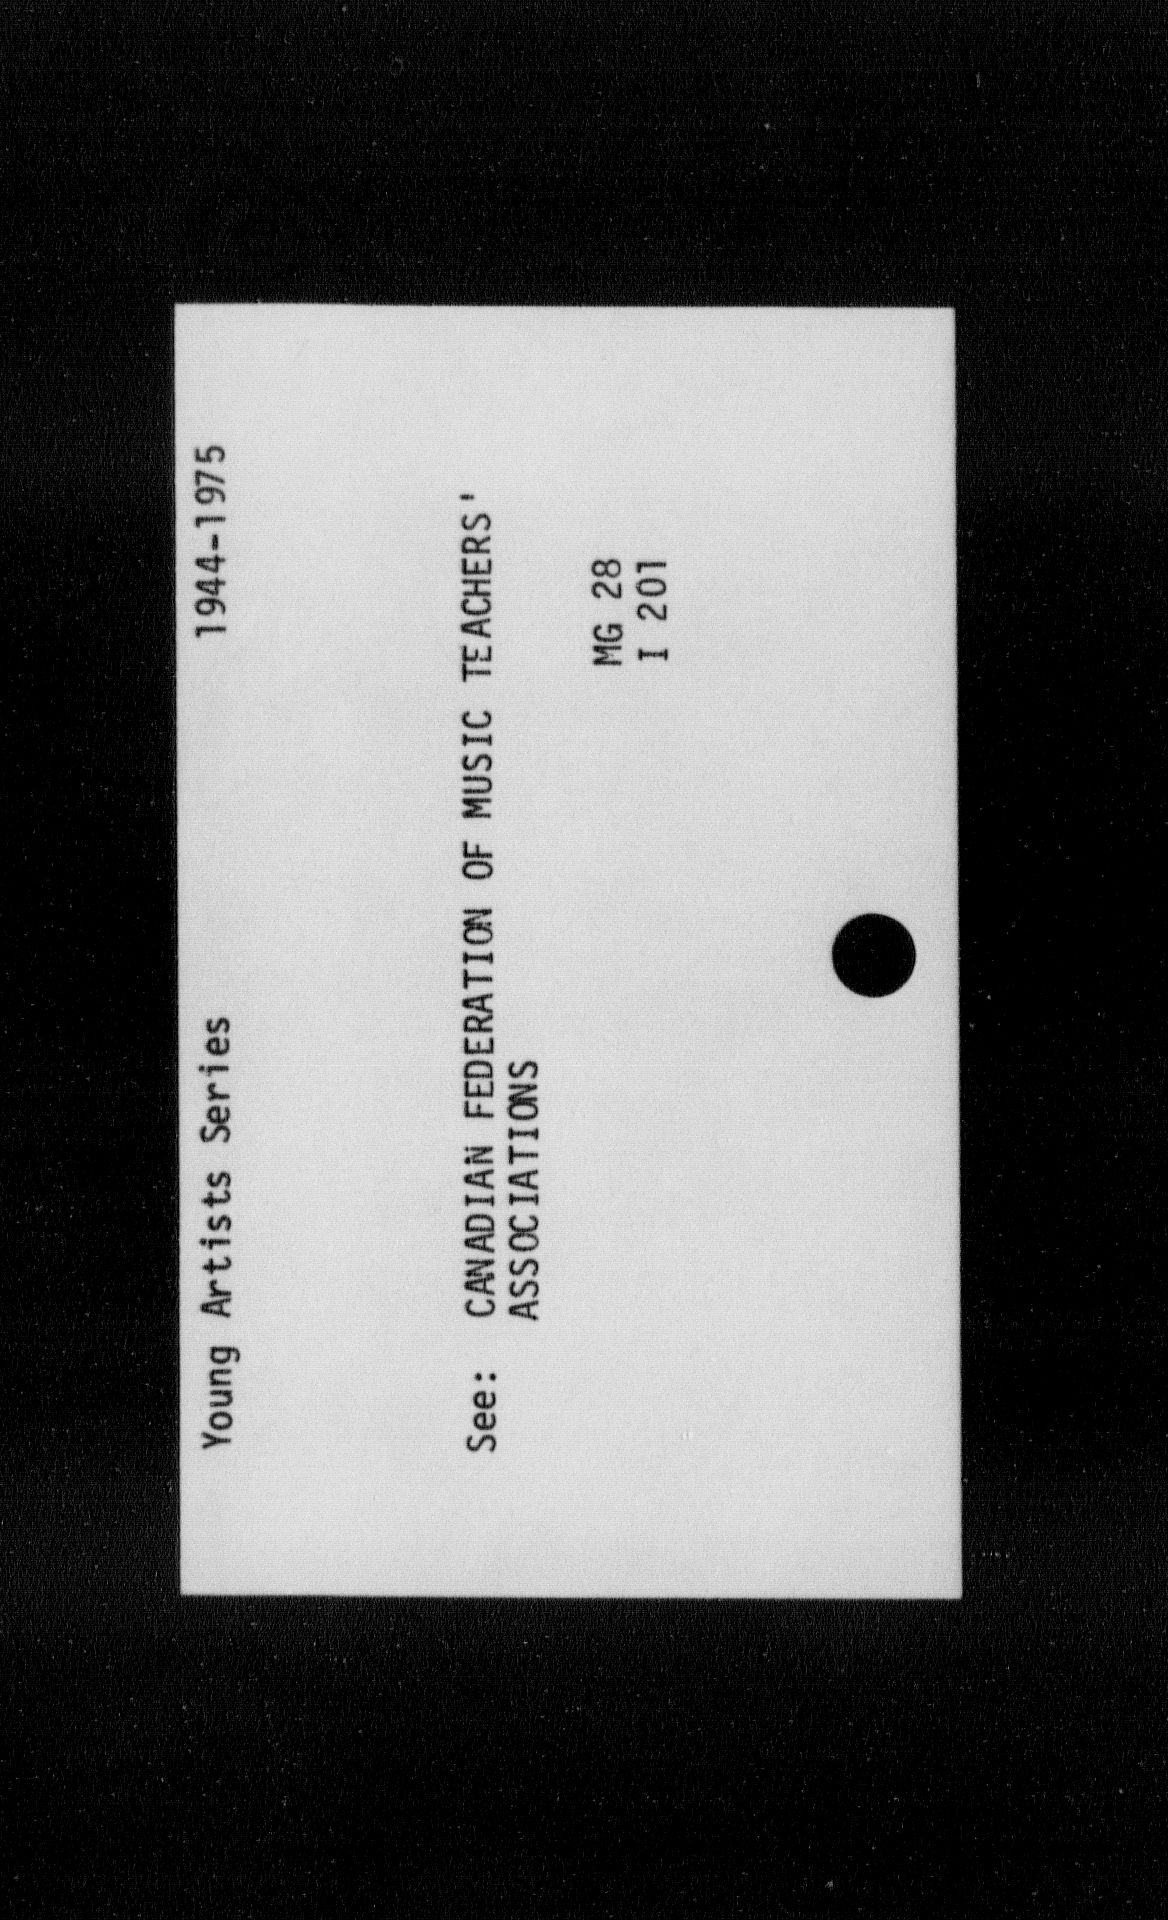 Young Artists Series 1944-1975
See: CANADIAN FEDERATION OF MUSIC TEACHERS'
ASSOCIATIONS
MG 28
I 201